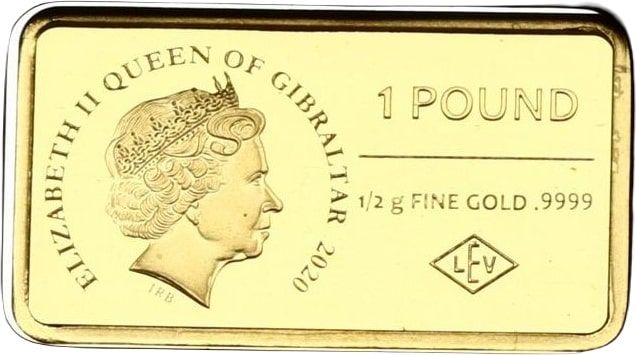 ELIZABETH II QUEEN OF GIBRALTAR 2020
IRB
1 POUND
1/2 g FINE GOLD .9999
LEV